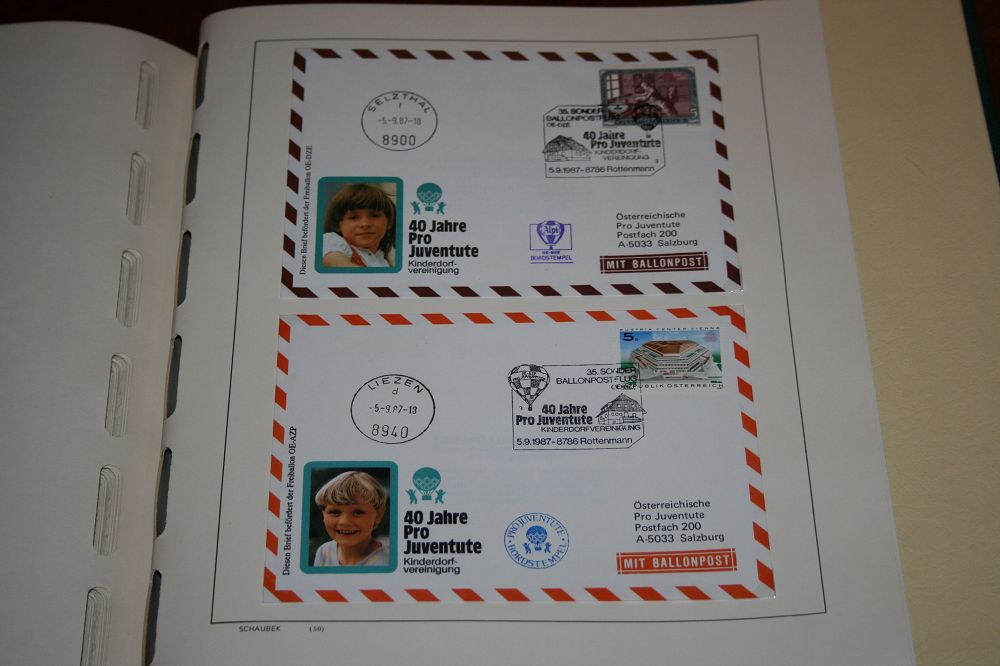 SELZTHAL
f
-5.-9.87-18
8900
35. SONDER
BALLONPOSTFLUG
OE-DZE
40 Jahre
Pro Juventute
KINDERDORF-
VEREINIGUNG
a
5.9.1987-8786 Rottenmann
5
Diesen Brief befördert der Freiballon OE-DZE
40 Jahre
Pro
Juventute
Kinderdorf-
vereinigung
Alpi
OE-DZE
BORDSTEMPEL
Österreichische
Pro Juventute
Postfach 200
A-5033 Salzburg
MIT BALLONPOST
AUSTRIA CENTER VIENNA
5
REPUBLIK ÖSTERREICH
LIEZEN
d
-5.-9.87-18
8940
35. SONDER
BALLONPOSTFLUG
40 Jahre
Pro Juventute
KINDERDORFVEREINIGUNG
5.9.1987-8786 Rottenmann
Diesen Brief befördert der Freiballon OE-AZP
40 Jahre
Pro
Juventute
Kinderdorf-
vereinigung
PRO JUVENTUTE
BORDSTEMPEL
Österreichische
Pro Juventute
Postfach 200
A-5033 Salzburg
MIT BALLONPOST
SCHAUBEK (50)